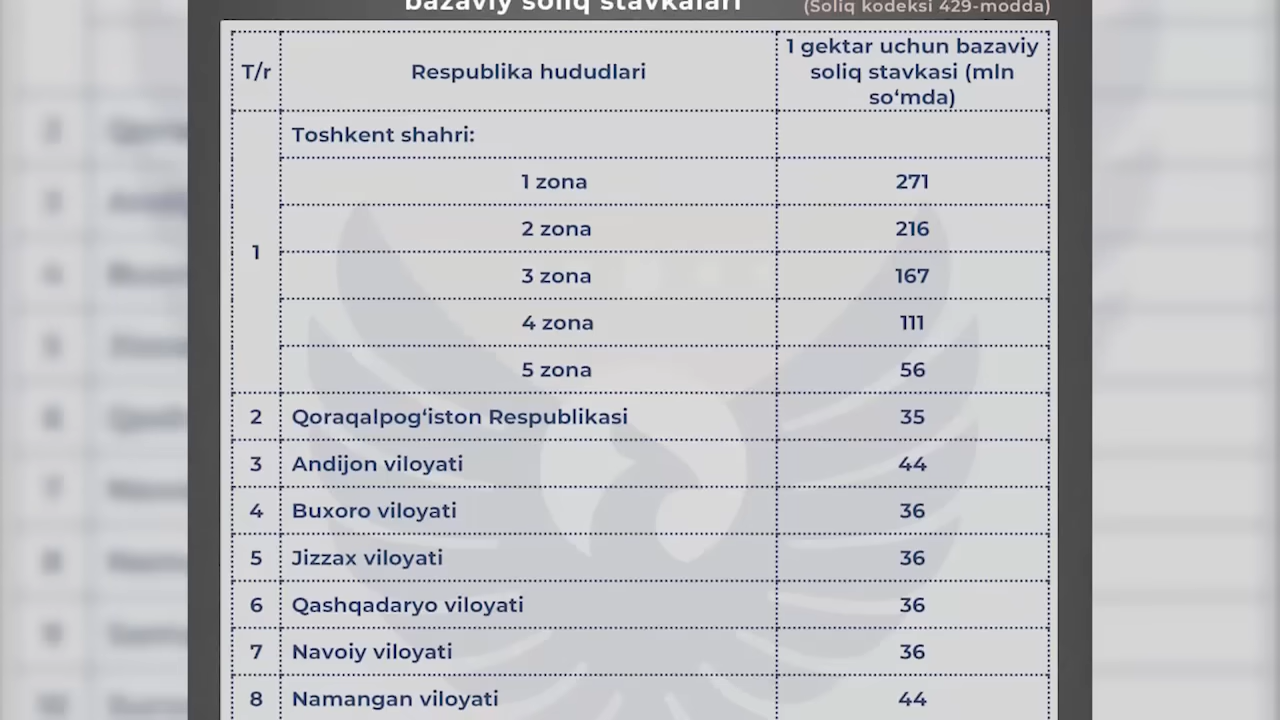 bazaviy soliq stavkalari
(Soliq kodeksi 429-modda)
T/r Respublika hududlari 1 gektar uchun bazaviy
soliq stavkasi (mln
so‘mda)
1 Toshkent shahri:
1 zona 271
2 zona 216
3 zona 167
4 zona 111
5 zona 56
2 Qoraqalpog‘iston Respublikasi 35
3 Andijon viloyati 44
4 Buxoro viloyati 36
5 Jizzax viloyati 36
6 Qashqadaryo viloyati 36
7 Navoiy viloyati 36
8 Namangan viloyati 44